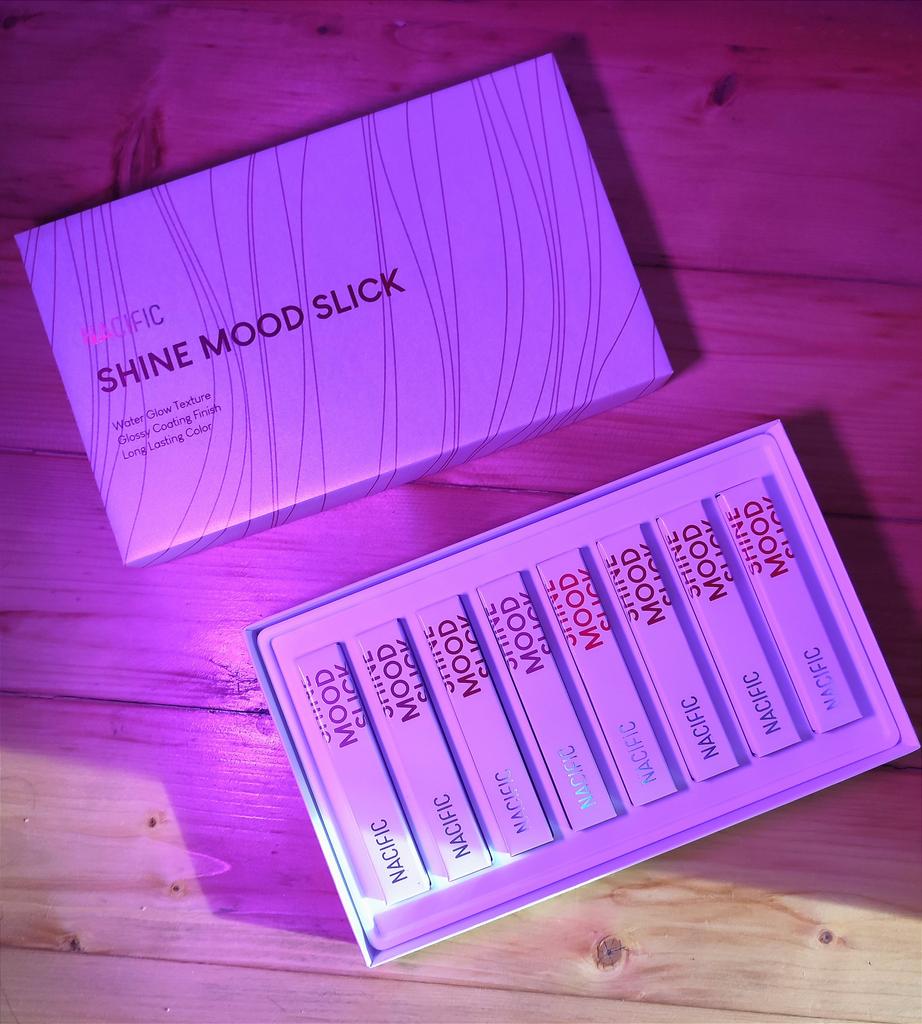 NACIFIC
SHINE MOOD SLICK
Water Glow Texture
Glossy Coating Finish
Long Lasting Color
SHINE
MOOD
SLICK
NACIFIC
SHINE
MOOD
SLICK
NACIFIC
SHINE
MOOD
SLICK
NACIFIC
SHINE
MOOD
SLICK
NACIFIC
SHINE
MOOD
SLICK
NACIFIC
SHINE
MOOD
SLICK
NACIFIC
SHINE
MOOD
SLICK
NACIFIC
SHINE
MOOD
SLICK
NACIFIC